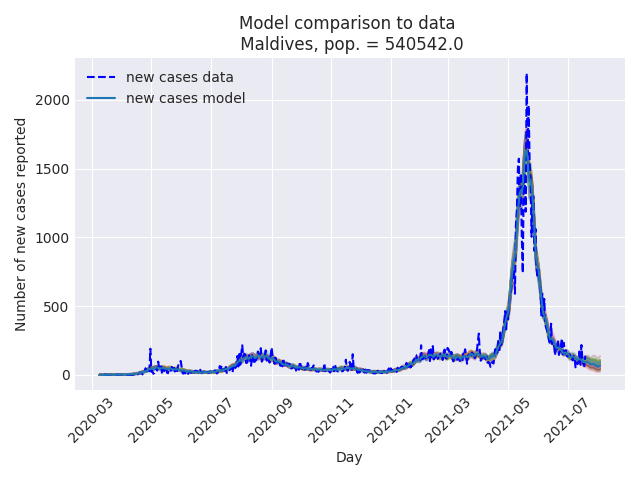 Model comparison to data
Maldives, pop. = 540542.0
new cases data
new cases model
Number of new cases reported
2000
1500
1000
500
0
2020-03
2020-05
2020-07
2020-09
2020-11
2021-01
2021-03
2021-05
2021-07
Day